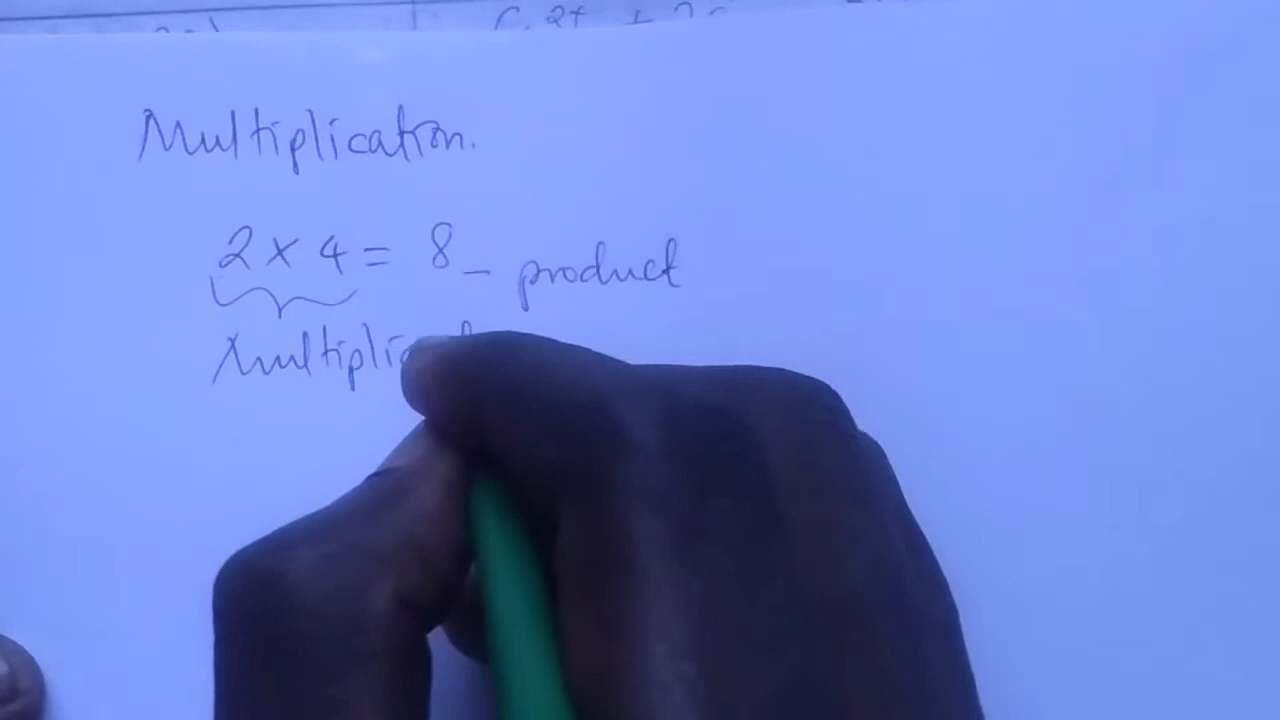 Multiplication.
2 × 4 = 8 _ product